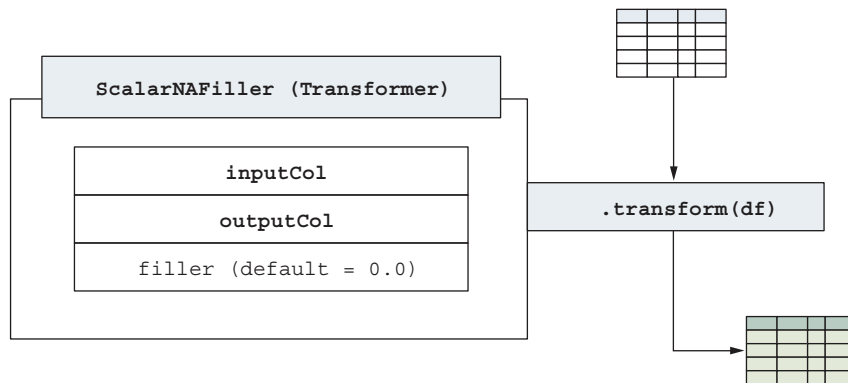 ScalarNAFiller (Transformer)
inputCol
outputCol
filler (default = 0.0)
.transform(df)